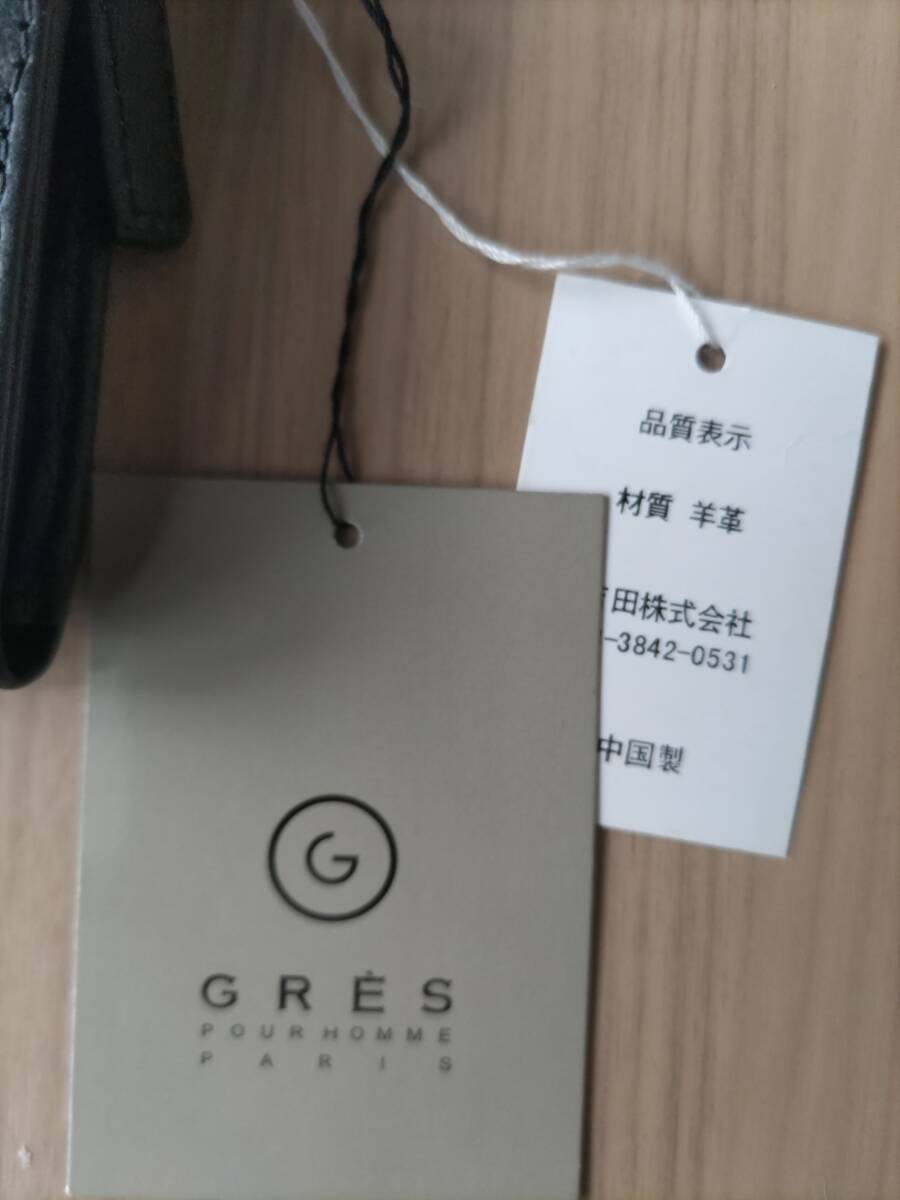 品質表示
材質 羊革
田株式会社
-3842-0531
中国製
G
GRÈS
POUR HOMME
PARIS